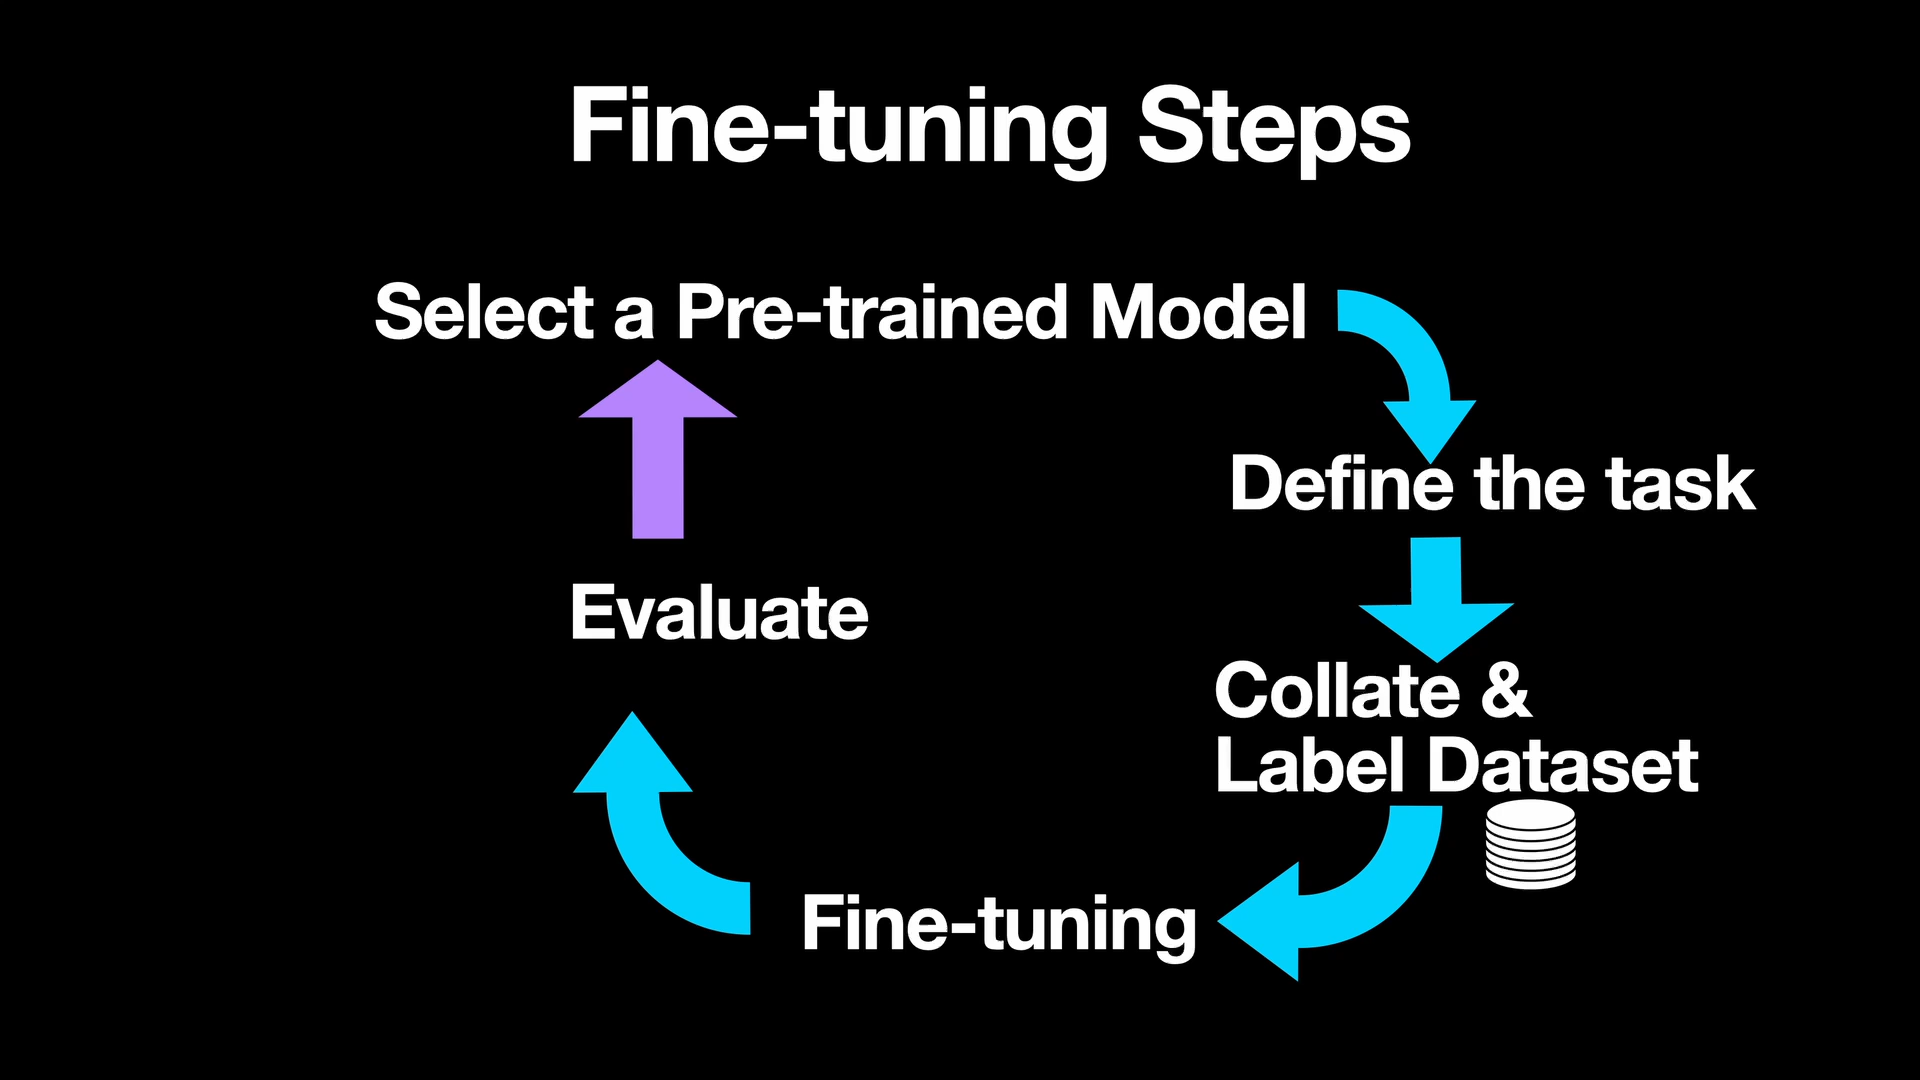 Fine-tuning Steps
Select a Pre-trained Model
Define the task
Collate &
Label Dataset
Fine-tuning
Evaluate